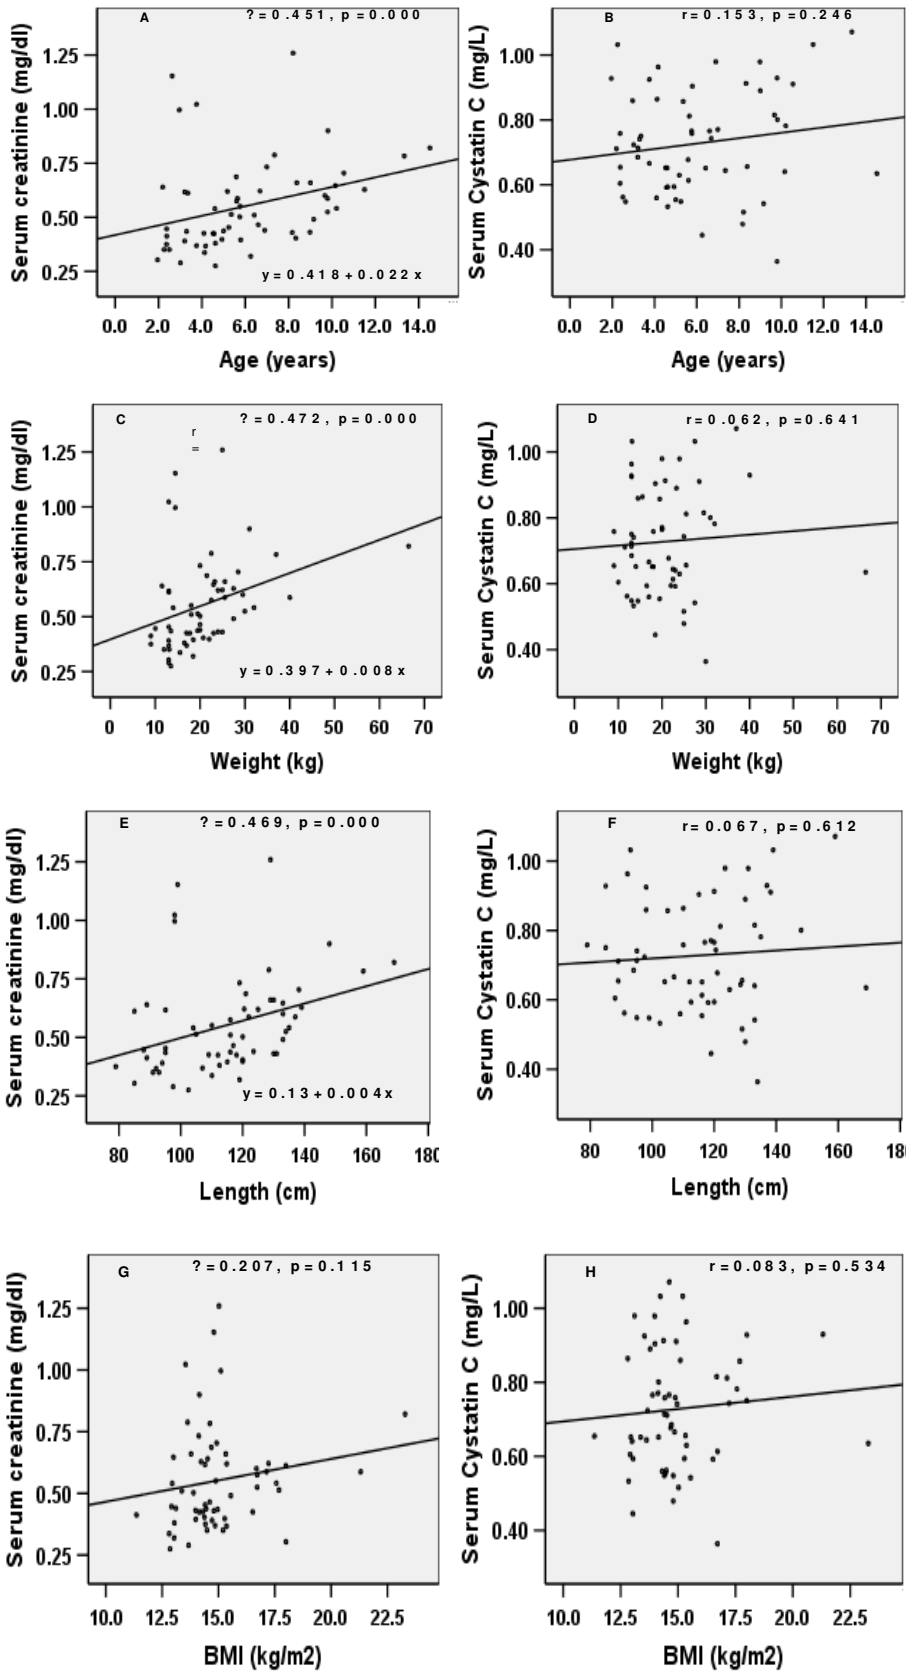 A
? = 0.451, p = 0.000
Serum creatinine (mg/dl)
1.25
1.00
0.75
0.50
0.25
y = 0.418 + 0.022 x
0.0 2.0 4.0 6.0 8.0 10.0 12.0 14.0
Age (years)
B
r = 0.153, p = 0.246
Serum Cystatin C (mg/L)
1.00
0.80
0.60
0.40
0.0 2.0 4.0 6.0 8.0 10.0 12.0 14.0
Age (years)
C
? = 0.472, p = 0.000
r
=
Serum creatinine (mg/dl)
1.25
1.00
0.75
0.50
0.25
y = 0.397 + 0.008 x
0 10 20 30 40 50 60 70
Weight (kg)
D
r = 0.062, p = 0.641
Serum Cystatin C (mg/L)
1.00
0.80
0.60
0.40
0 10 20 30 40 50 60 70
Weight (kg)
E
? = 0.469, p = 0.000
Serum creatinine (mg/dl)
1.25
1.00
0.75
0.50
0.25
y = 0.13 + 0.004x
80 100 120 140 160 180
Length (cm)
F
r = 0.067, p = 0.612
Serum Cystatin C (mg/L)
1.00
0.80
0.60
0.40
80 100 120 140 160 18
Length (cm)
G
? = 0.207, p = 0.115
Serum creatinine (mg/dl)
1.25
1.00
0.75
0.50
0.25
10.0 12.5 15.0 17.5 20.0 22.5
BMI (kg/m2)
H
r = 0.083, p = 0.534
Serum Cystatin C (mg/L)
1.00
0.80
0.60
0.40
10.0 12.5 15.0 17.5 20.0 22.5
BMI (kg/m2)